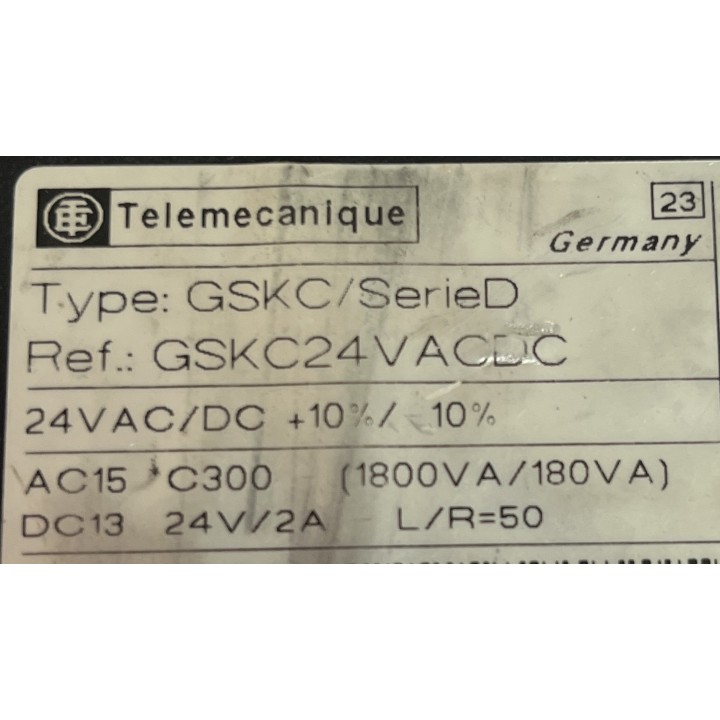 Telemecanique
23
Germany
Type: GSKC/SerieD
Ref.: GSKC24VACDC
24VAC/DC +10%/ - 10%
AC15 C300 (1800VA/180VA)
DC13 24V/2A L/R=50